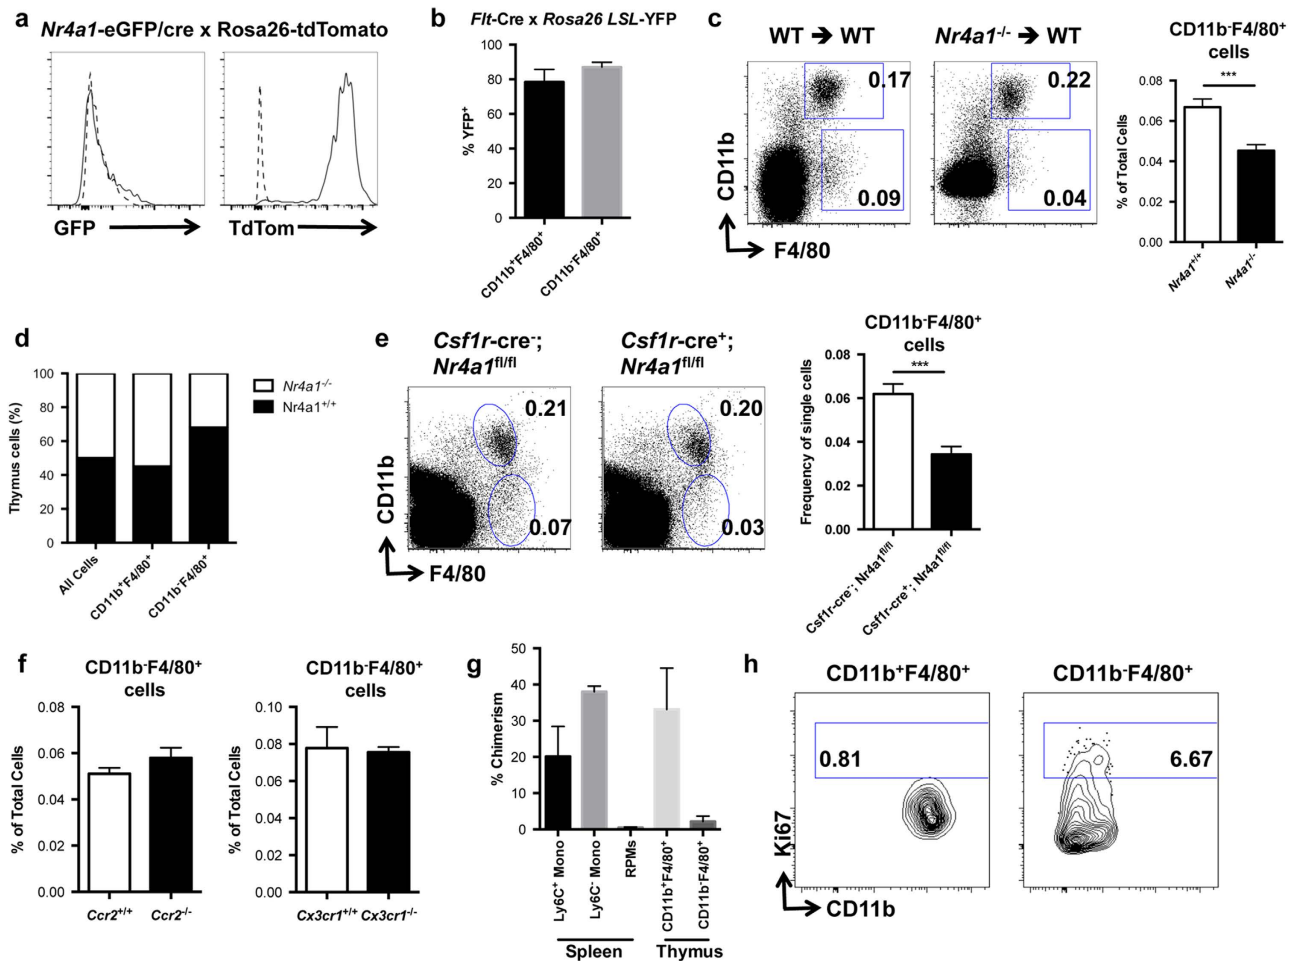 a
Nr4a1-eGFP/cre x Rosa26-tdTomato
GFP
TdTom
b
Flt-Cre x Rosa26 LSL-YFP
% YFP⁺
100
80
60
40
20
0
CD11b⁺F4/80⁺
CD11b⁻F4/80⁺
c
WT → WT
Nr4a1⁻/⁻ → WT
0.17
0.09
0.22
0.04
CD11b
F4/80
CD11b⁻F4/80⁺
cells
***
% of Total Cells
0.08
0.06
0.04
0.02
0.00
Nr4a1⁺/⁺
Nr4a1⁻/⁻
d
Thymus cells (%)
100
80
60
40
20
0
All Cells
CD11b⁺F4/80⁺
CD11b⁻F4/80⁺
Nr4a1⁻/⁻
Nr4a1⁺/⁺
e
Csf1r-cre⁻;
Nr4a1fl/fl
Csf1r-cre⁺;
Nr4a1fl/fl
0.21
0.07
0.20
0.03
CD11b
F4/80
CD11b⁻F4/80⁺
cells
***
Frequency of single cells
0.08
0.06
0.04
0.02
0.00
Csf1r-cre⁻; Nr4a1fl/fl
Csf1r-cre⁺; Nr4a1fl/fl
f
CD11b⁻F4/80⁺
cells
% of Total Cells
0.08
0.06
0.04
0.02
0.00
Ccr2⁺/⁺
Ccr2⁻/⁻
CD11b⁻F4/80⁺
cells
% of Total Cells
0.10
0.08
0.06
0.04
0.02
0.00
Cx3cr1⁺/⁺
Cx3cr1⁻/⁻
g
% Chimerism
50
40
30
20
10
0
Ly6C⁺ Mono
Ly6C⁻ Mono
RPMs
CD11b⁺F4/80⁺
CD11b⁻F4/80⁺
Spleen
Thymus
h
CD11b⁺F4/80⁺
CD11b⁻F4/80⁺
0.81
6.67
Ki67
CD11b